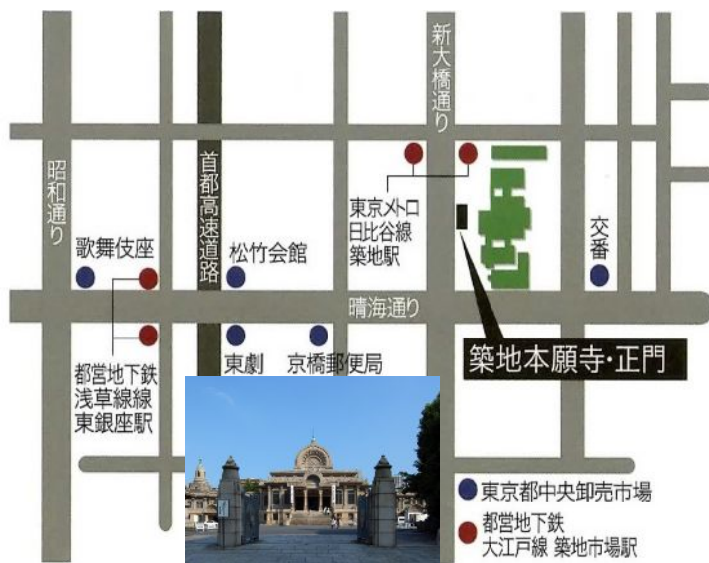 新大橋通り
昭和通り
首都高速道路
東京メトロ
日比谷線
築地駅
交番
歌舞伎座
松竹会館
晴海通り
都営地下鉄
浅草線線
東銀座駅
東劇
京橋郵便局
築地本願寺・正門
東京都中央卸売市場
都営地下鉄
大江戸線 築地市場駅